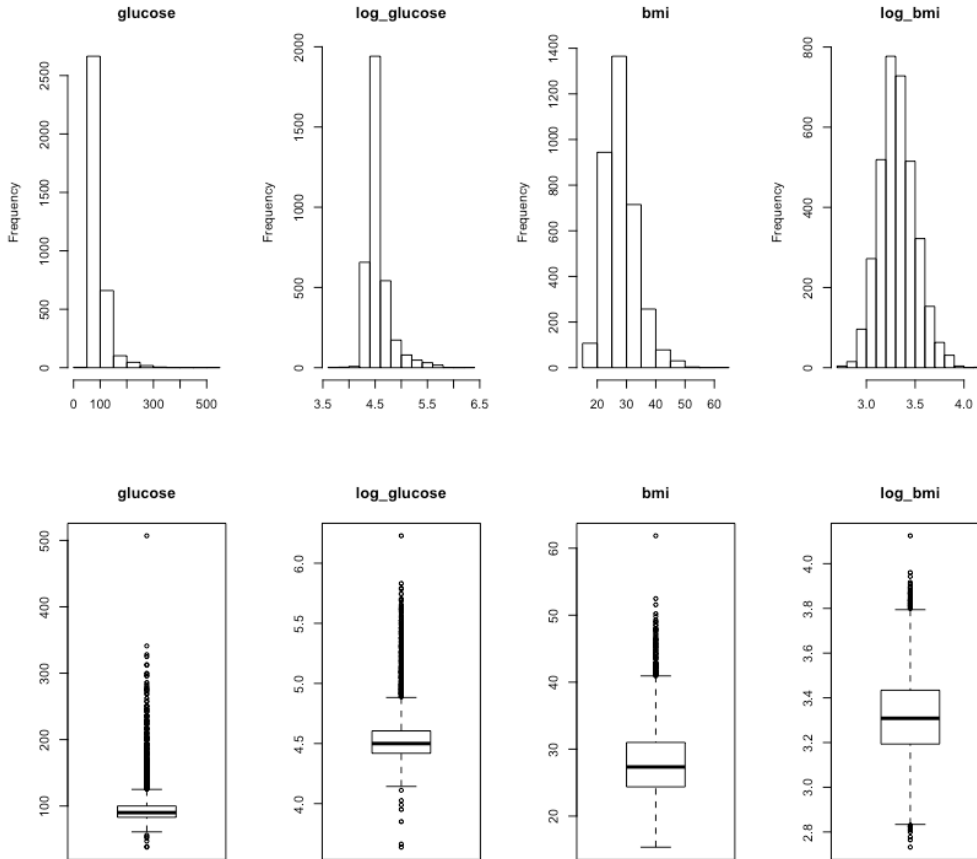 glucose
log_glucose
bmi
log_bmi
Frequency
0 500 1000 1500 2000 2500
0 100 300 500
Frequency
0 500 1000 1500 2000
3.5 4.5 5.5 6.5
Frequency
0 200 400 600 800 1000 1200 1400
20 30 40 50 60
Frequency
0 200 400 600 800
3.0 3.5 4.0
glucose
log_glucose
bmi
log_bmi
100 200 300 400 500
4.0 4.5 5.0 5.5 6.0
20 30 40 50 60
2.8 3.0 3.2 3.4 3.6 3.8 4.0